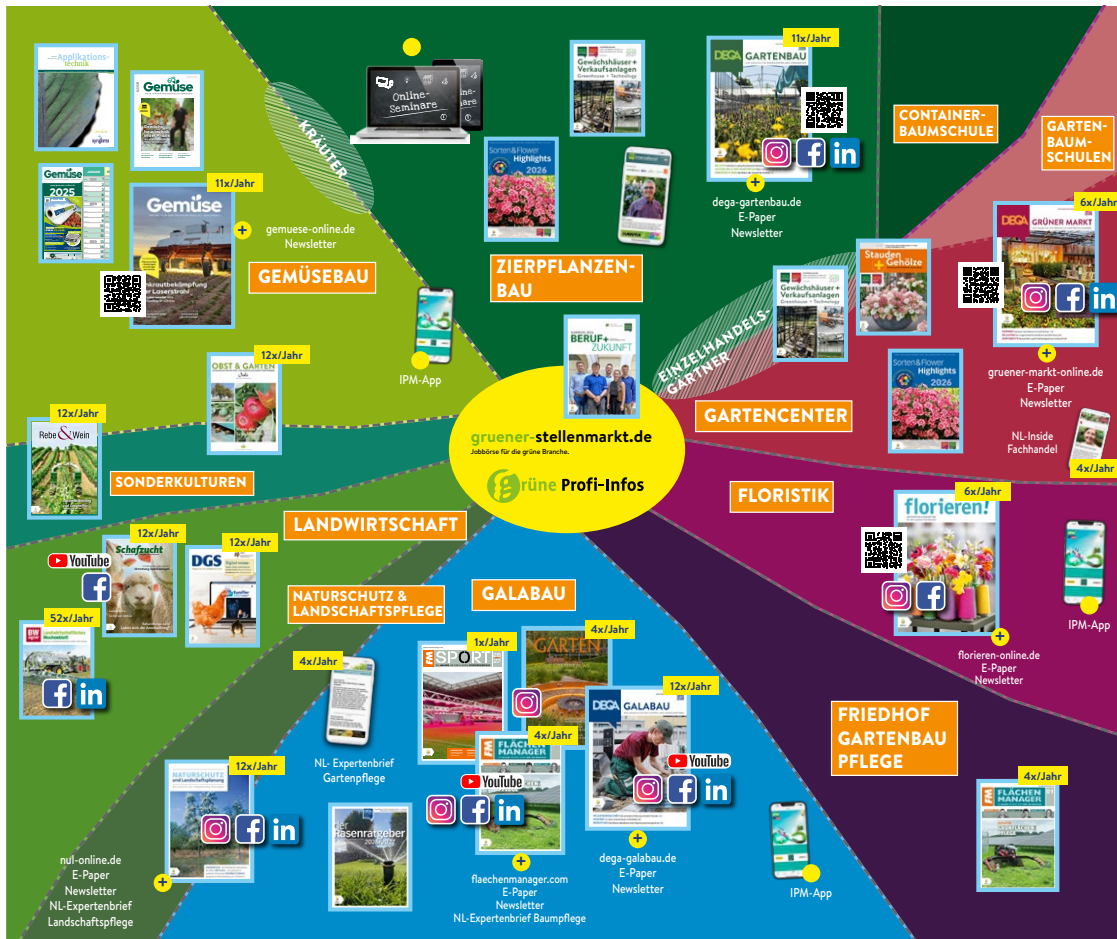 Applikations-
technik
Gemüse
Gemüse
2025
11x/Jahr
Gemüse
gemuese-online.de
Newsletter
GEMÜSEBAU
KRÄUTER
Online-
Seminare
IPM-App
12x/Jahr
OBST & GARTEN
12x/Jahr
Rebe & Wein
SONDERKULTUREN
Gewächshäuser +
Verkaufsanlagen
Greenhouse + Technology
Sorten & Flower
Highlights
2026
ZIERPFLANZEN-
BAU
11x/Jahr
DEGA GARTENBAU
dega-gartenbau.de
E-Paper
Newsletter
CONTAINER-
BAUMSCHULE
GARTEN-
BAUM-
SCHULEN
6x/Jahr
DEGA GRÜNER MARKT
gruener-markt-online.de
E-Paper
Newsletter
NL-Inside
Fachhandel
4x/Jahr
Stauden
+ Gehölze
Gewächshäuser +
Verkaufsanlagen
Greenhouse + Technology
EINZELHANDELS-
GÄRTNER
Sorten & Flower
Highlights
2026
GARTENCENTER
BERUF +
ZUKUNFT
gruener-stellenmarkt.de
Jobbörse für die grüne Branche.
grüne Profi-Infos
FLORISTIK
6x/Jahr
florieren!
florieren-online.de
E-Paper
Newsletter
IPM-App
LANDWIRTSCHAFT
12x/Jahr
Schafzucht
YouTube
12x/Jahr
DGS
52x/Jahr
BW
Landwirtschaftliches
Wochenblatt
NATURSCHUTZ &
LANDSCHAFTSPFLEGE
12x/Jahr
NATURSCHUTZ
und Landschaftsplanung
nul-online.de
E-Paper
Newsletter
NL-Expertenbrief
Landschaftspflege
GALABAU
4x/Jahr
NL- Expertenbrief
Gartenpflege
der
Rasenratgeber
1x/Jahr
FM SPORT
4x/Jahr
GARTEN
4x/Jahr
FM FLÄCHEN
MANAGER
YouTube
flaechenmanager.com
E-Paper
Newsletter
NL-Expertenbrief Baumpflege
12x/Jahr
DEGA GALABAU
YouTube
dega-galabau.de
E-Paper
Newsletter
IPM-App
FRIEDHOF
GARTENBAU
PFLEGE
4x/Jahr
FM FLÄCHEN
MANAGER